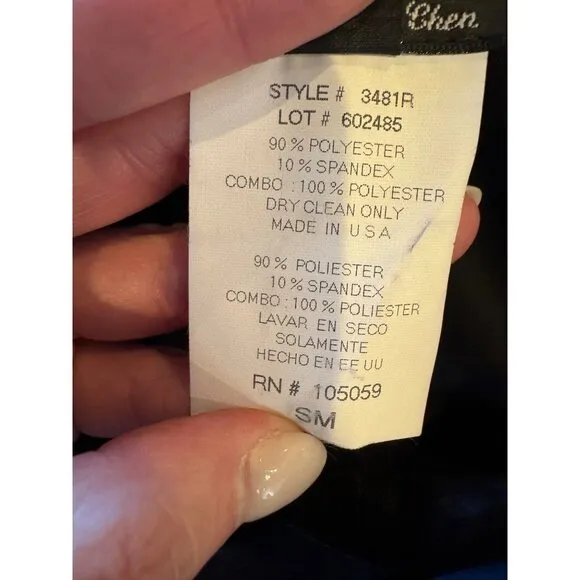 Chen
STYLE # 3481R
LOT # 602485
90 % POLYESTER
10 % SPANDEX
COMBO : 100 % POLYESTER
DRY CLEAN ONLY
MADE IN U S A
90 % POLIESTER
10 % SPANDEX
COMBO : 100 % POLIESTER
LAVAR EN SECO
SOLAMENTE
HECHO EN EE UU
RN # 105059
SM